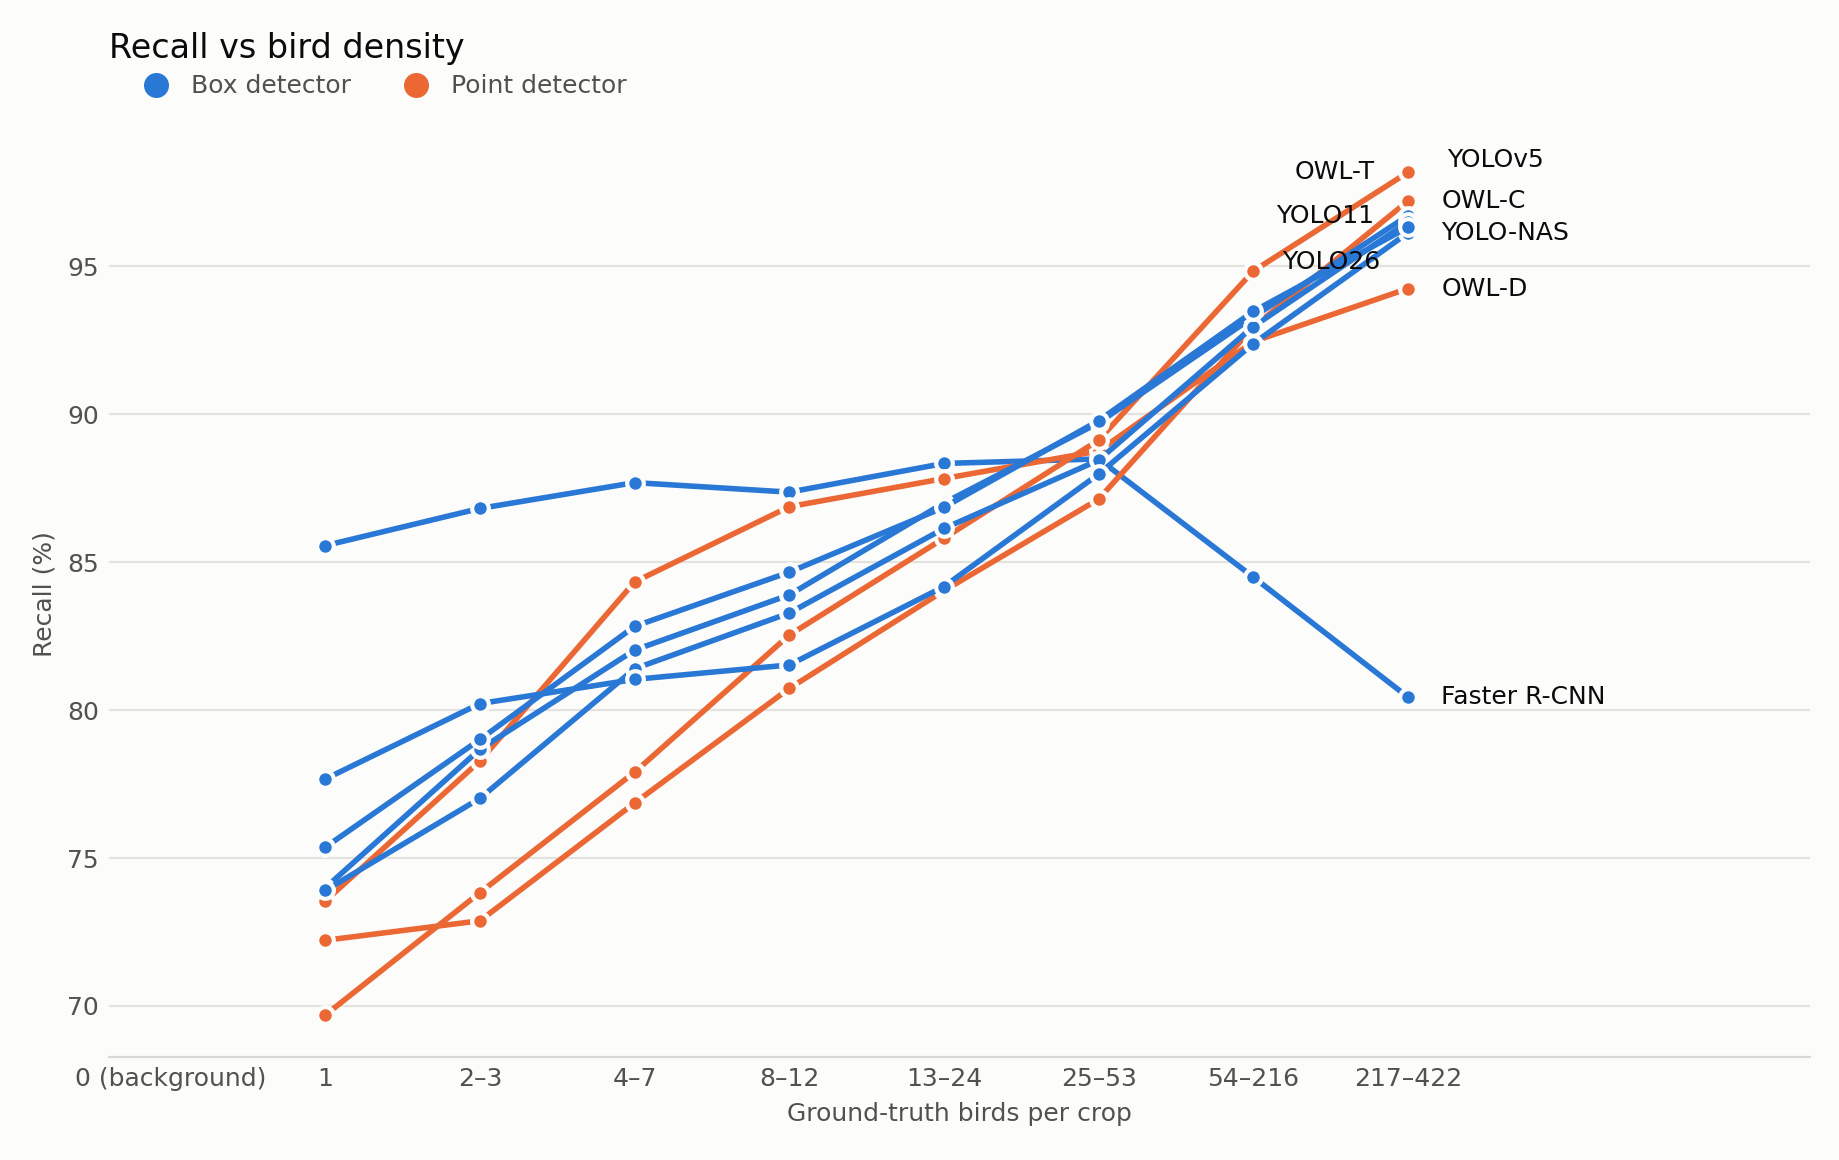 Recall vs bird density
Box detector
Point detector
YOLOv5
OWL-T
OWL-C
YOLO11
YOLO-NAS
YOLO26
OWL-D
Faster R-CNN
95
90
85
80
75
70
Recall (%)
0 (background)
1
2–3
4–7
8–12
13–24
25–53
54–216
217–422
Ground-truth birds per crop